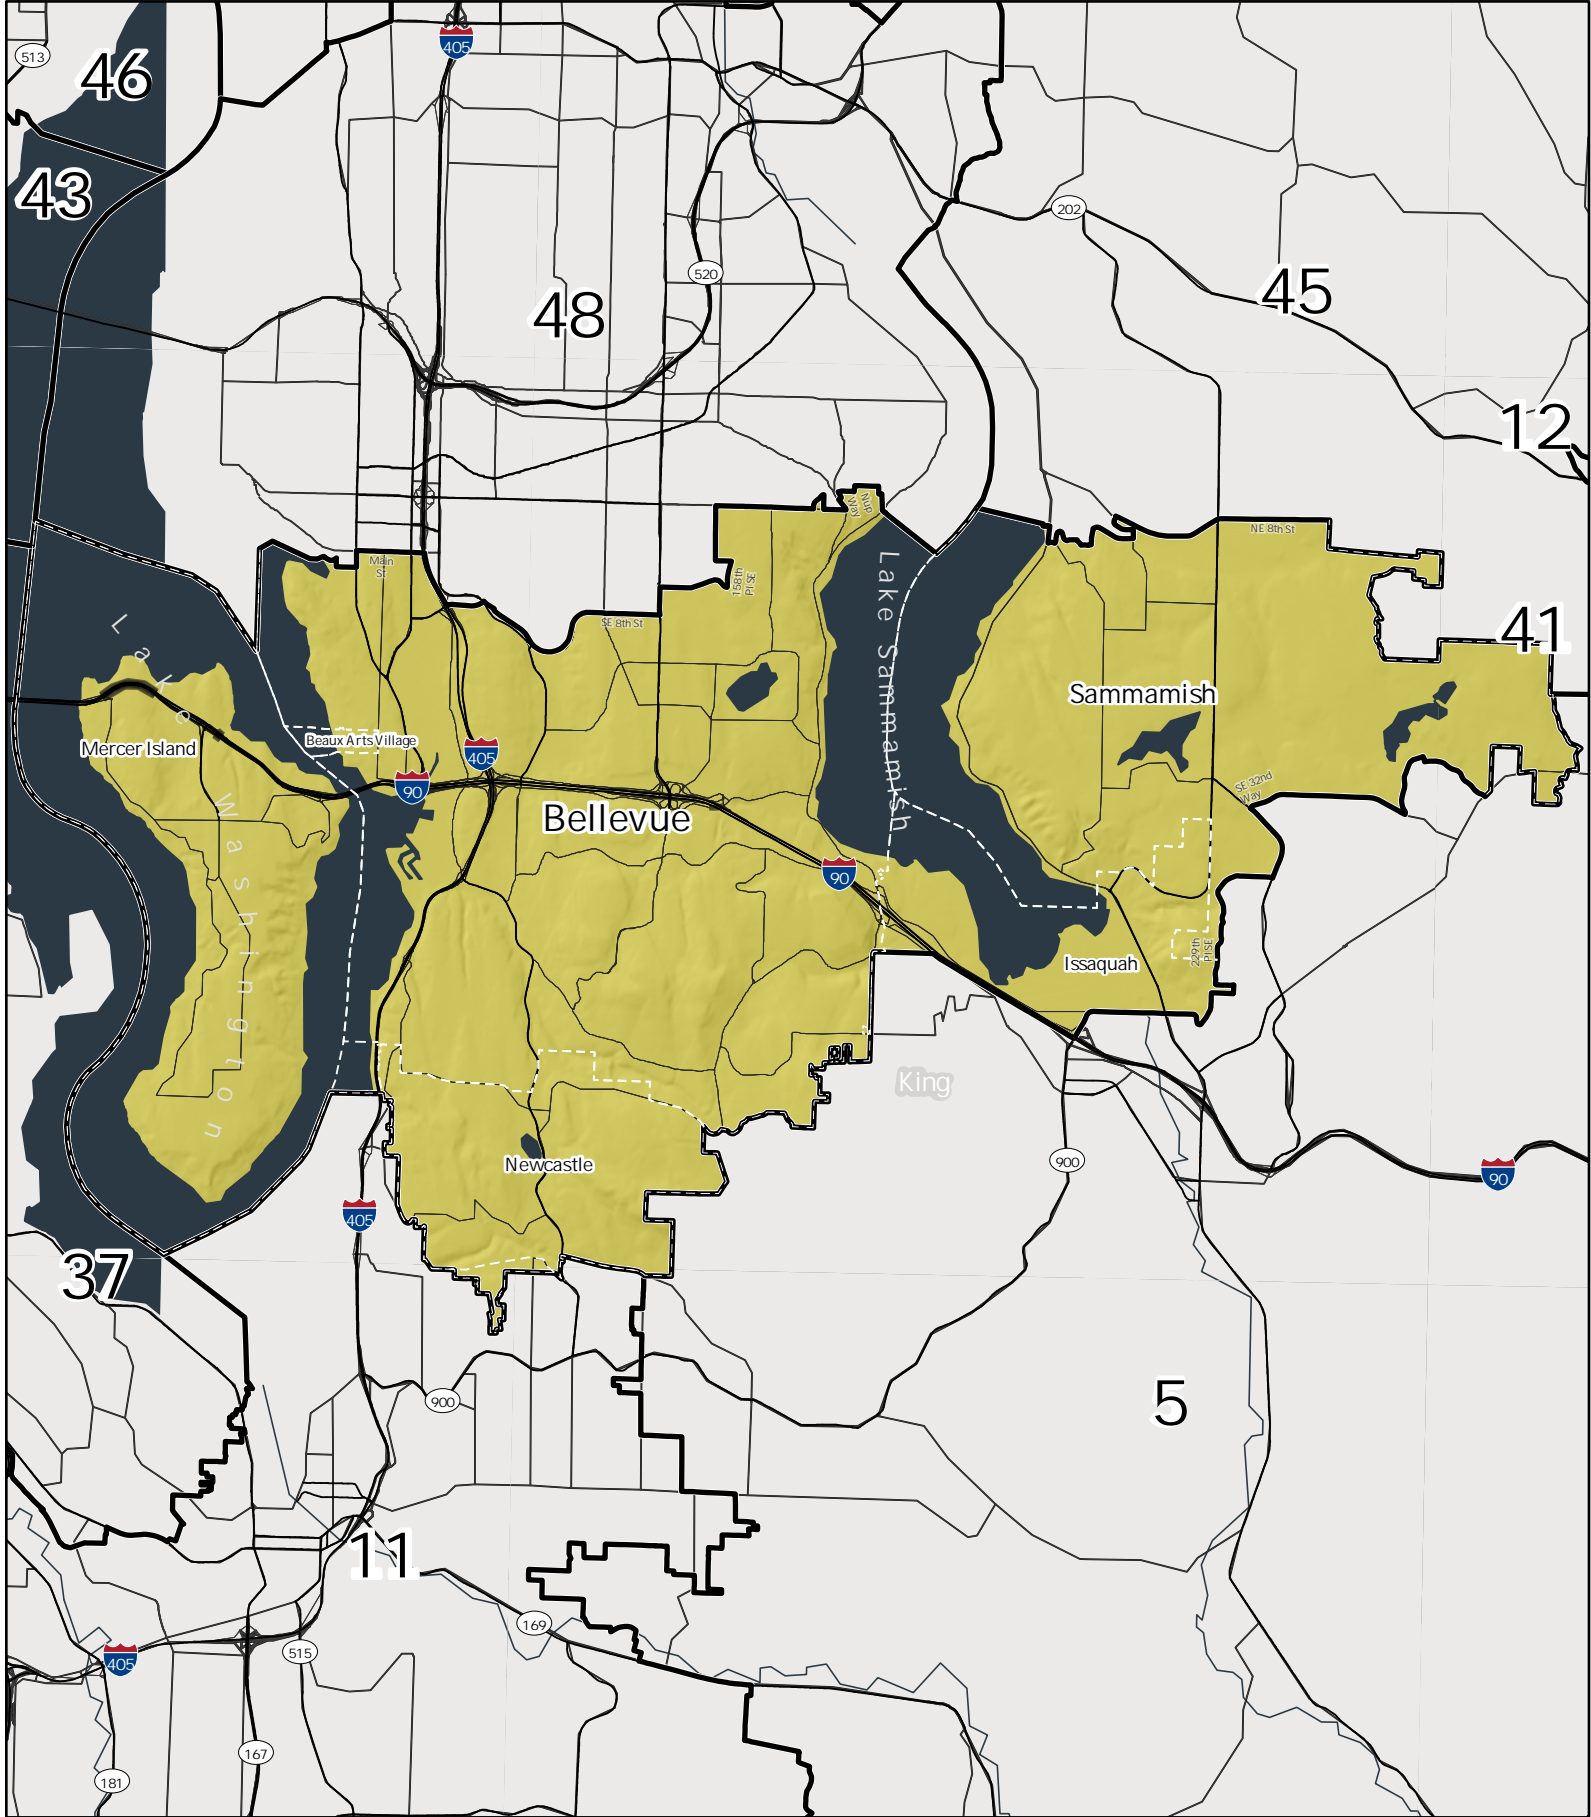 405
513
46
43
202
520
45
48
12
Nup
Way
NE 8th St
Main
St
158th
Pl SE
Lake Sammamish
SE 8th St
41
Lake Washington
Sammamish
Mercer Island
Beaux Arts Village
405
90
SE 32nd
Way
Bellevue
90
229th
Pl SE
Issaquah
King
Newcastle
900
90
405
37
900
5
11
169
405
515
167
181